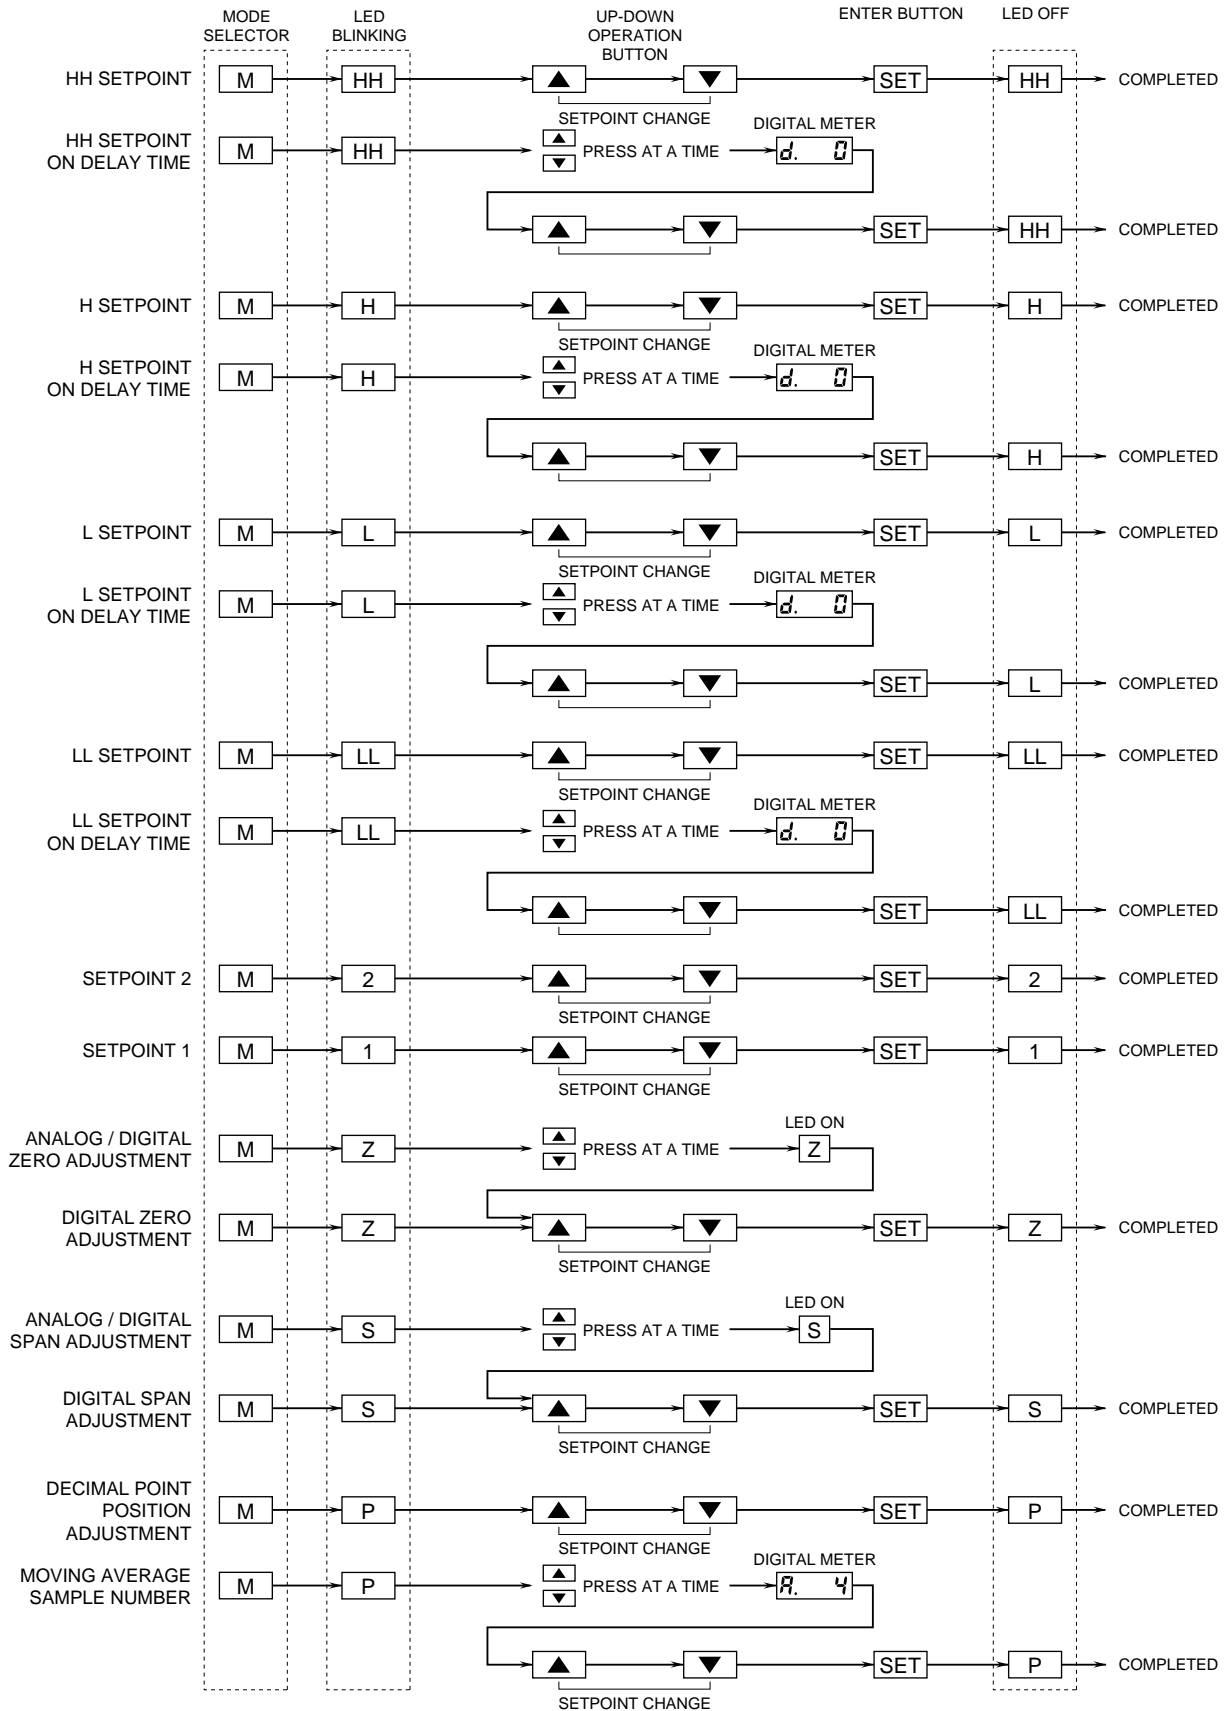 MODE SELECTOR
LED BLINKING
UP-DOWN OPERATION BUTTON
ENTER BUTTON
LED OFF
HH SETPOINT M HH ▲ ▼ SET HH COMPLETED
SETPOINT CHANGE
HH SETPOINT ON DELAY TIME M HH ▲ ▼ PRESS AT A TIME DIGITAL METER d. 0
▲ ▼ SET HH COMPLETED
H SETPOINT M H ▲ ▼ SET H COMPLETED
SETPOINT CHANGE
H SETPOINT ON DELAY TIME M H ▲ ▼ PRESS AT A TIME DIGITAL METER d. 0
▲ ▼ SET H COMPLETED
L SETPOINT M L ▲ ▼ SET L COMPLETED
SETPOINT CHANGE
L SETPOINT ON DELAY TIME M L ▲ ▼ PRESS AT A TIME DIGITAL METER d. 0
▲ ▼ SET L COMPLETED
LL SETPOINT M LL ▲ ▼ SET LL COMPLETED
SETPOINT CHANGE
LL SETPOINT ON DELAY TIME M LL ▲ ▼ PRESS AT A TIME DIGITAL METER d. 0
▲ ▼ SET LL COMPLETED
SETPOINT 2 M 2 ▲ ▼ SET 2 COMPLETED
SETPOINT CHANGE
SETPOINT 1 M 1 ▲ ▼ SET 1 COMPLETED
SETPOINT CHANGE
ANALOG / DIGITAL ZERO ADJUSTMENT M Z ▲ ▼ PRESS AT A TIME LED ON Z
DIGITAL ZERO ADJUSTMENT M Z ▲ ▼ SET Z COMPLETED
SETPOINT CHANGE
ANALOG / DIGITAL SPAN ADJUSTMENT M S ▲ ▼ PRESS AT A TIME LED ON S
DIGITAL SPAN ADJUSTMENT M S ▲ ▼ SET S COMPLETED
SETPOINT CHANGE
DECIMAL POINT POSITION ADJUSTMENT M P ▲ ▼ SET P COMPLETED
SETPOINT CHANGE
MOVING AVERAGE SAMPLE NUMBER M P ▲ ▼ PRESS AT A TIME DIGITAL METER A. 4
▲ ▼ SET P COMPLETED
SETPOINT CHANGE